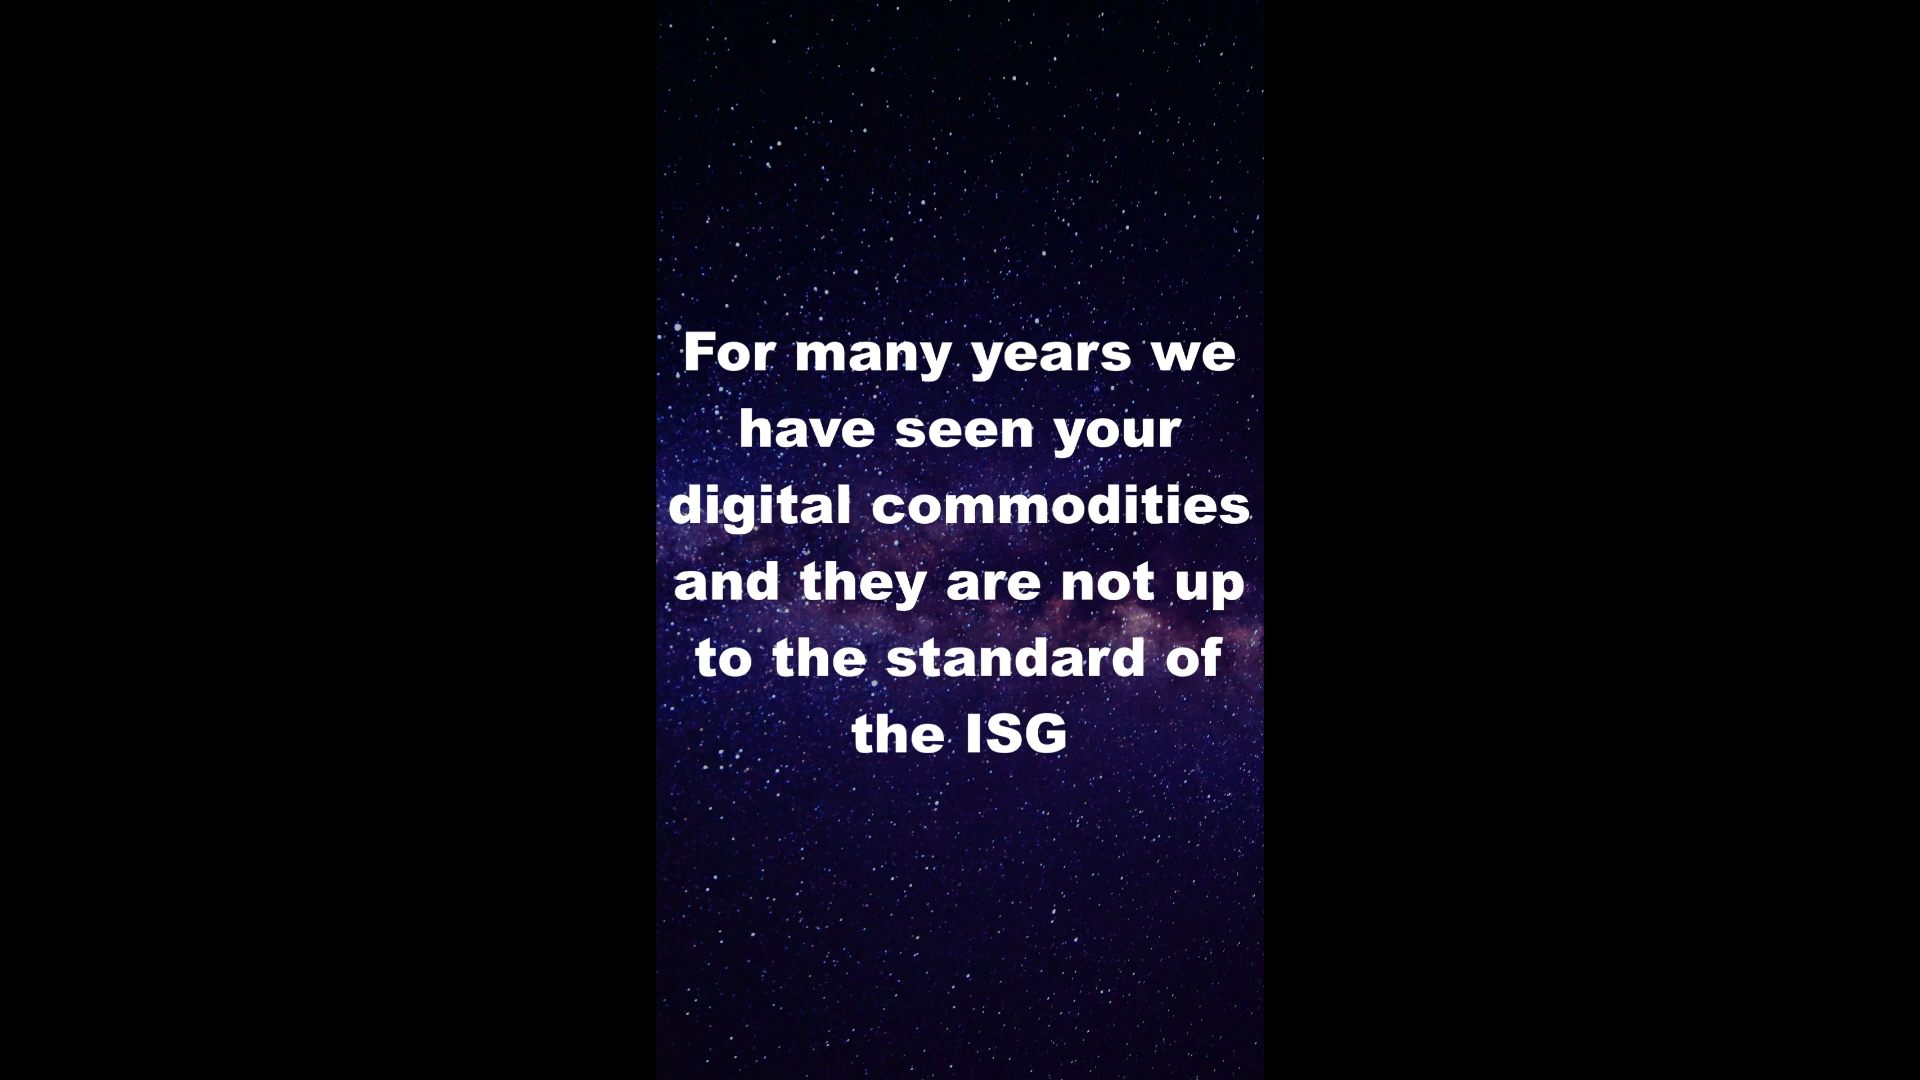 For many years we
have seen your
digital commodities
and they are not up
to the standard of
the ISG